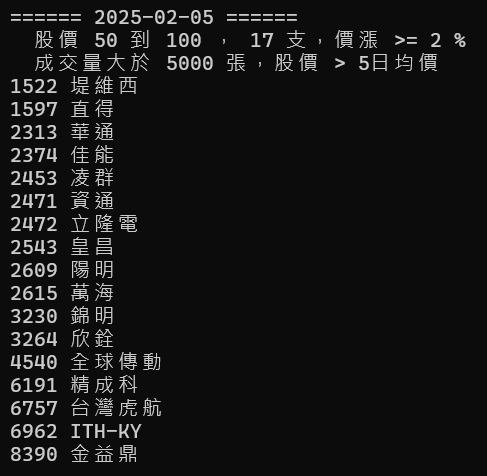 ====== 2025-02-05 ======
股價 50 到 100 ， 17 支，價漲 >= 2 %
成交量大於 5000 張，股價 > 5日均價
1522 堤維西
1597 直得
2313 華通
2374 佳能
2453 凌群
2471 資通
2472 立隆電
2543 皇昌
2609 陽明
2615 萬海
3230 錦明
3264 欣銓
4540 全球傳動
6191 精成科
6757 台灣虎航
6962 ITH-KY
8390 金益鼎